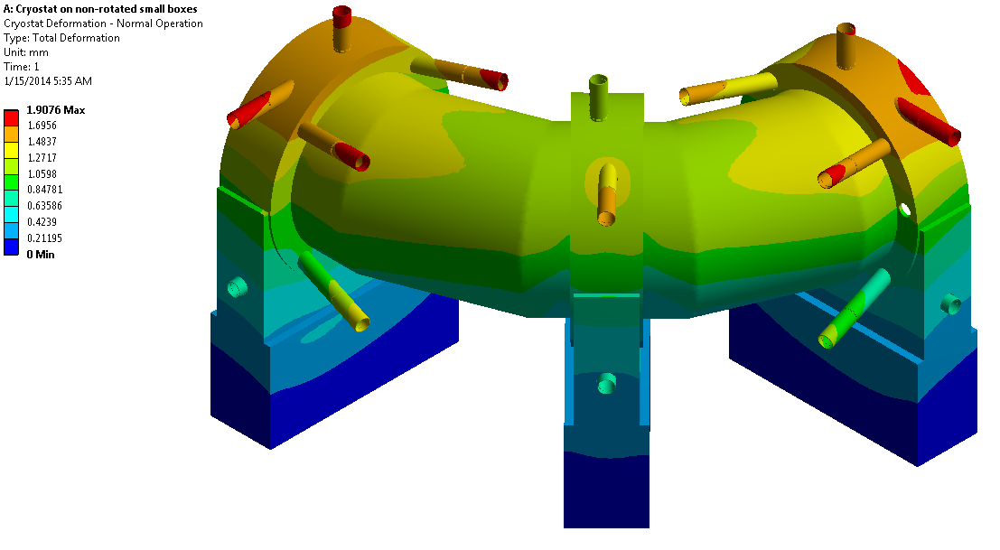 A: Cryostat on non-rotated small boxes
Cryostat Deformation - Normal Operation
Type: Total Deformation
Unit: mm
Time: 1
1/15/2014 5:35 AM
1.9076 Max
1.6956
1.4837
1.2717
1.0598
0.84781
0.63586
0.4239
0.21195
0 Min